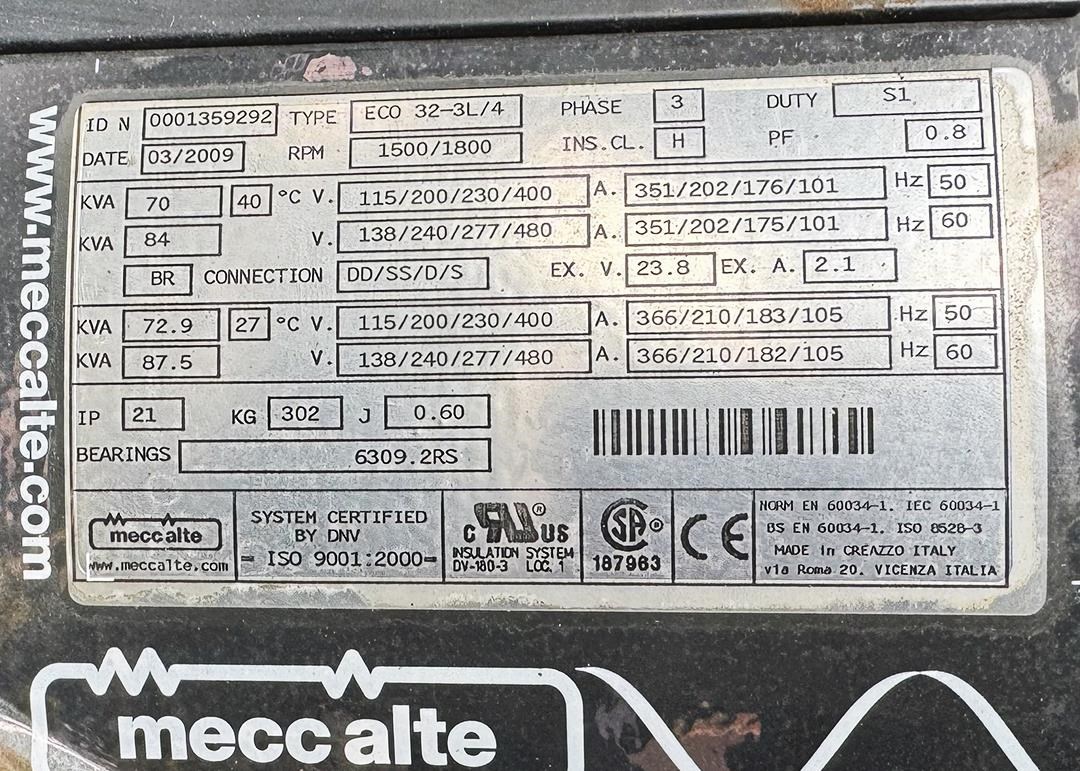 www.meccalte.com
ID N 0001359292 TYPE ECO 32-3L/4 PHASE 3 DUTY S1
DATE 03/2009 RPM 1500/1800 INS.CL. H PF 0.8
KVA 70 40 °C V. 115/200/230/400 A. 351/202/176/101 Hz 50
KVA 84 V. 138/240/277/480 A. 351/202/175/101 Hz 60
BR CONNECTION DD/SS/D/S EX. V. 23.8 EX. A. 2.1
KVA 72.9 27 °C V. 115/200/230/400 A. 366/210/183/105 Hz 50
KVA 87.5 V. 138/240/277/480 A. 366/210/182/105 Hz 60
IP 21 KG 302 J 0.60
BEARINGS 6309.2RS
meccalte
www.meccalte.com
SYSTEM CERTIFIED
BY DNV
= ISO 9001:2000=
c RU® US
INSULATION SYSTEM
DV-180-3 LOC. 1
SA®
187963
CE
NORM EN 60034-1. IEC 60034-1
BS EN 60034-1. ISO 8528-3
MADE in CREAZZO ITALY
via Roma 20. VICENZA ITALIA
mecc alte